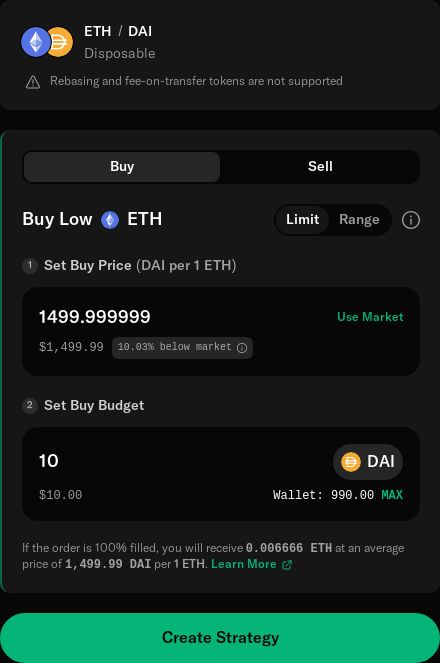 ETH / DAI
Disposable
Rebasing and fee-on-transfer tokens are not supported
Buy Sell
Buy Low ETH Limit Range
1 Set Buy Price (DAI per 1 ETH)
1499.999999 Use Market
$1,499.99 10.03% below market
2 Set Buy Budget
10 DAI
$10.00 Wallet: 990.00 MAX
If the order is 100% filled, you will receive 0.006666 ETH at an average
price of 1,499.99 DAI per 1 ETH. Learn More
Create Strategy